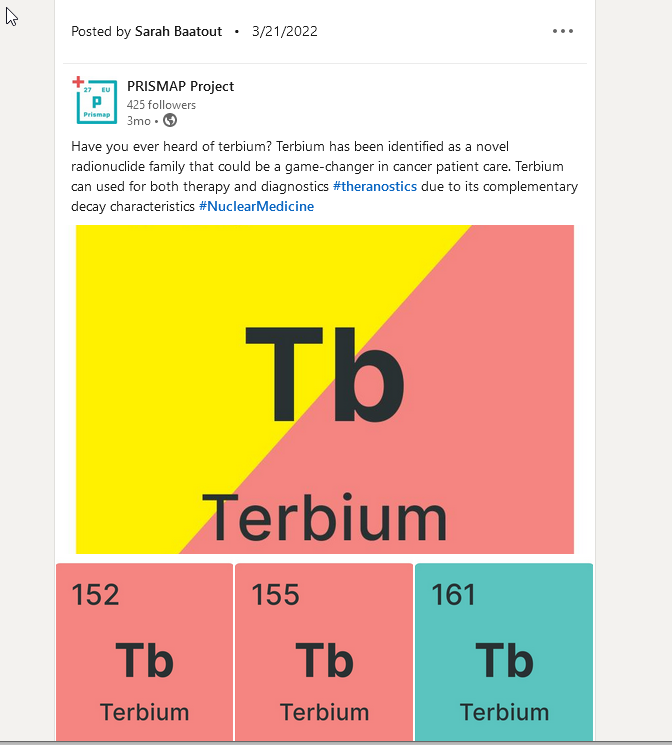 Posted by Sarah Baatout • 3/21/2022
27 EU
P
Prismap
PRISMAP Project
425 followers
3mo •
Have you ever heard of terbium? Terbium has been identified as a novel
radionuclide family that could be a game-changer in cancer patient care. Terbium
can used for both therapy and diagnostics #theranostics due to its complementary
decay characteristics #NuclearMedicine
Tb
Terbium
152
Tb
Terbium
155
Tb
Terbium
161
Tb
Terbium